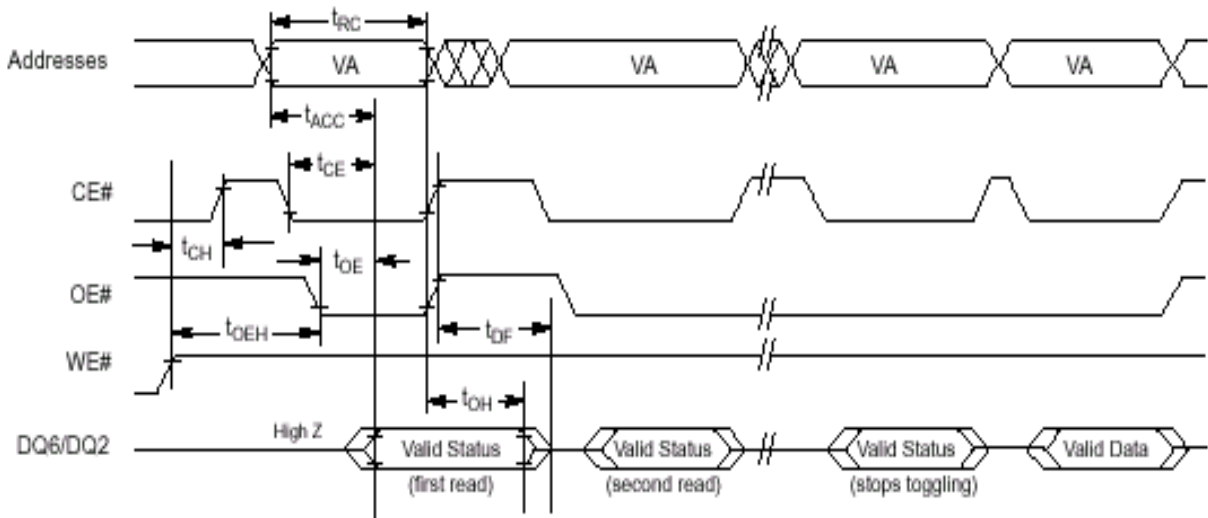 tRC
Addresses VA VA VA VA
tACC
tCE
CE#
tCH
tOE
OE#
tOEH tDF
WE#
tOH
DQ6/DQ2 High Z Valid Status Valid Status Valid Status Valid Data
(first read) (second read) (stops toggling)